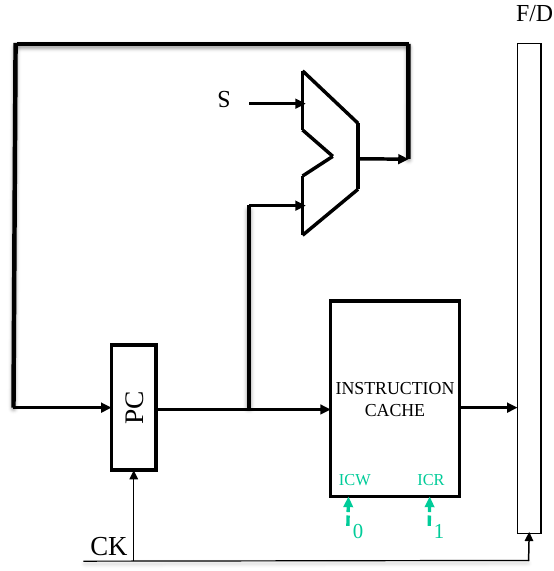 F/D
S
PC
INSTRUCTION
CACHE
ICW ICR
0 1
CK